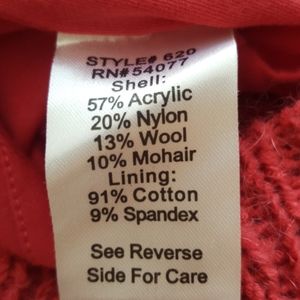 STYLE# 620
RN#54077
Shell:
57% Acrylic
20% Nylon
13% Wool
10% Mohair
Lining:
91% Cotton
9% Spandex
See Reverse
Side For Care